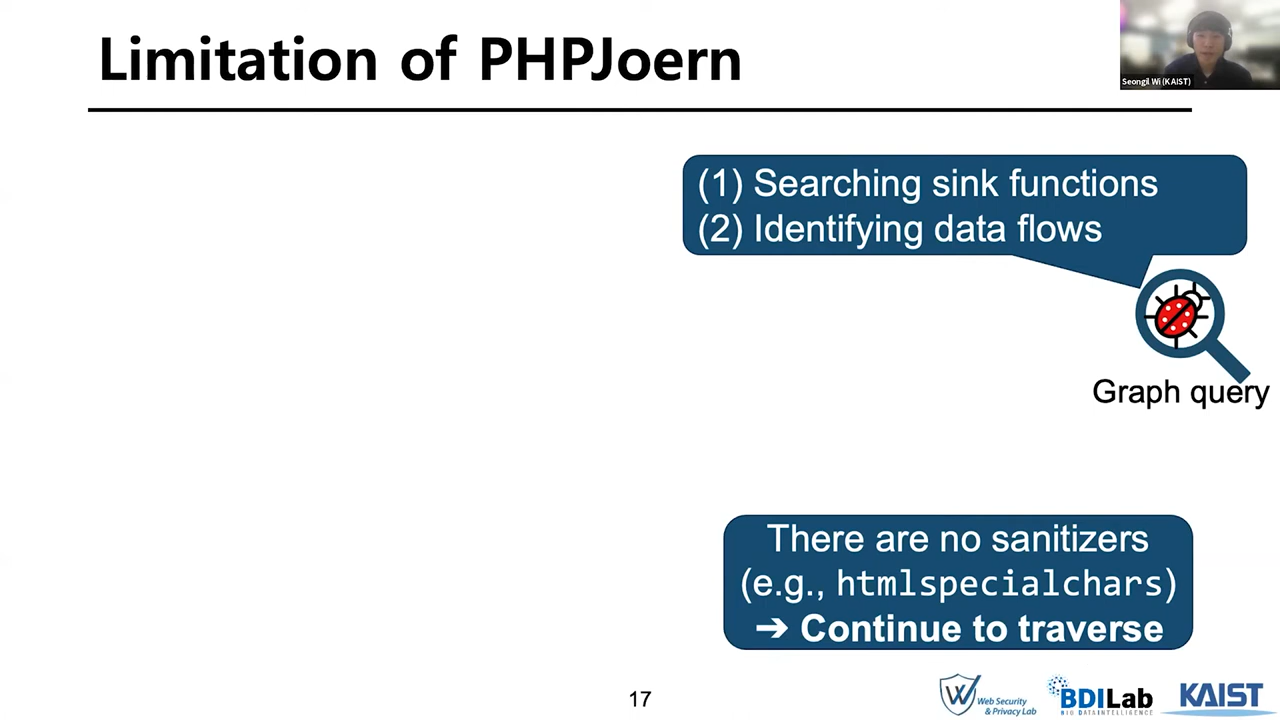 Limitation of PHPJoern
Seongil Wi (KAIST)
(1) Searching sink functions
(2) Identifying data flows
Graph query
There are no sanitizers
(e.g., htmlspecialchars)
➔ Continue to traverse
17
W
Web Security
& Privacy Lab
BDILab
BIO DATAINTELLIGENCE
KAIST